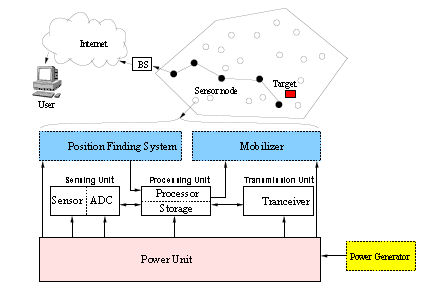 Internet
BS
User
Sensor node
Target
Position Finding System
Mobilizer
Sensing Unit
Processing Unit
Transmission Unit
Sensor
ADC
Processor
Storage
Tranceiver
Power Unit
Power Generator